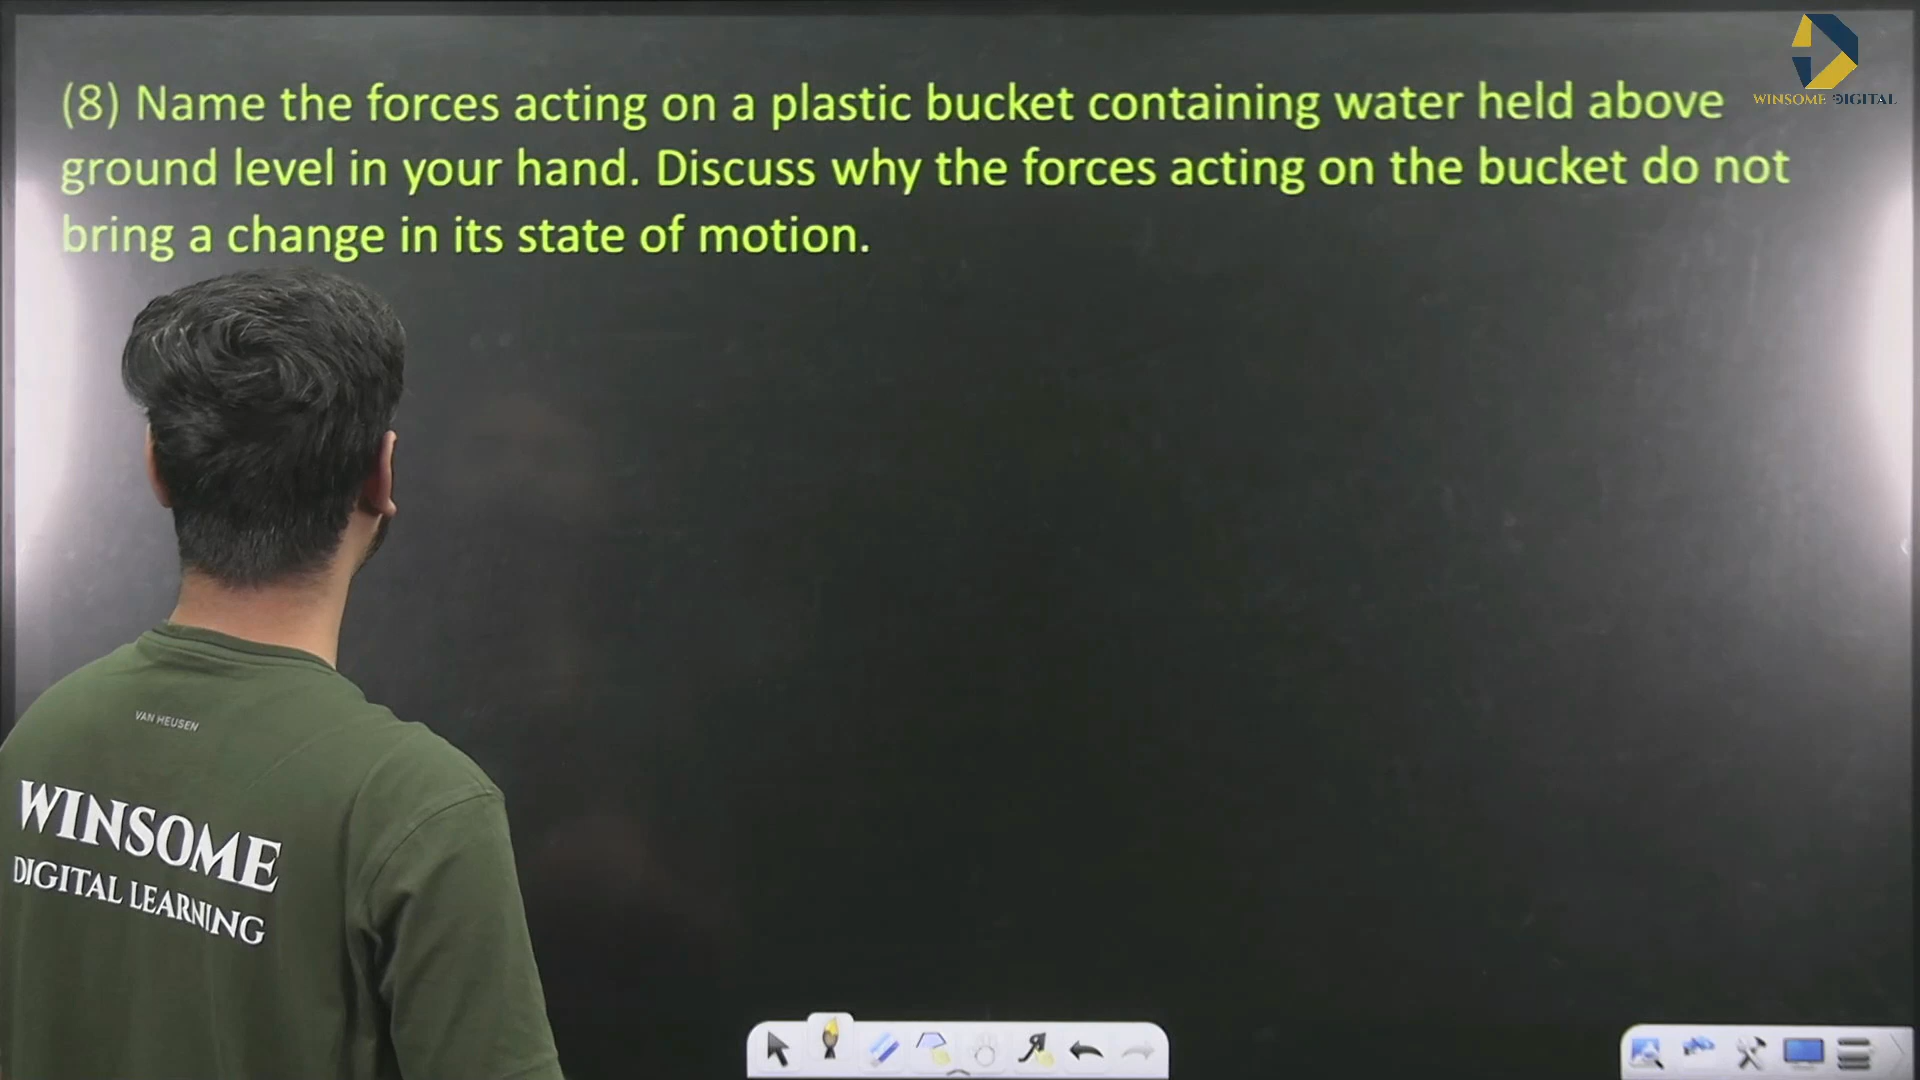 WINSOME DIGITAL
(8) Name the forces acting on a plastic bucket containing water held above
ground level in your hand. Discuss why the forces acting on the bucket do not
bring a change in its state of motion.
VAN HEUSEN
WINSOME
DIGITAL LEARNING